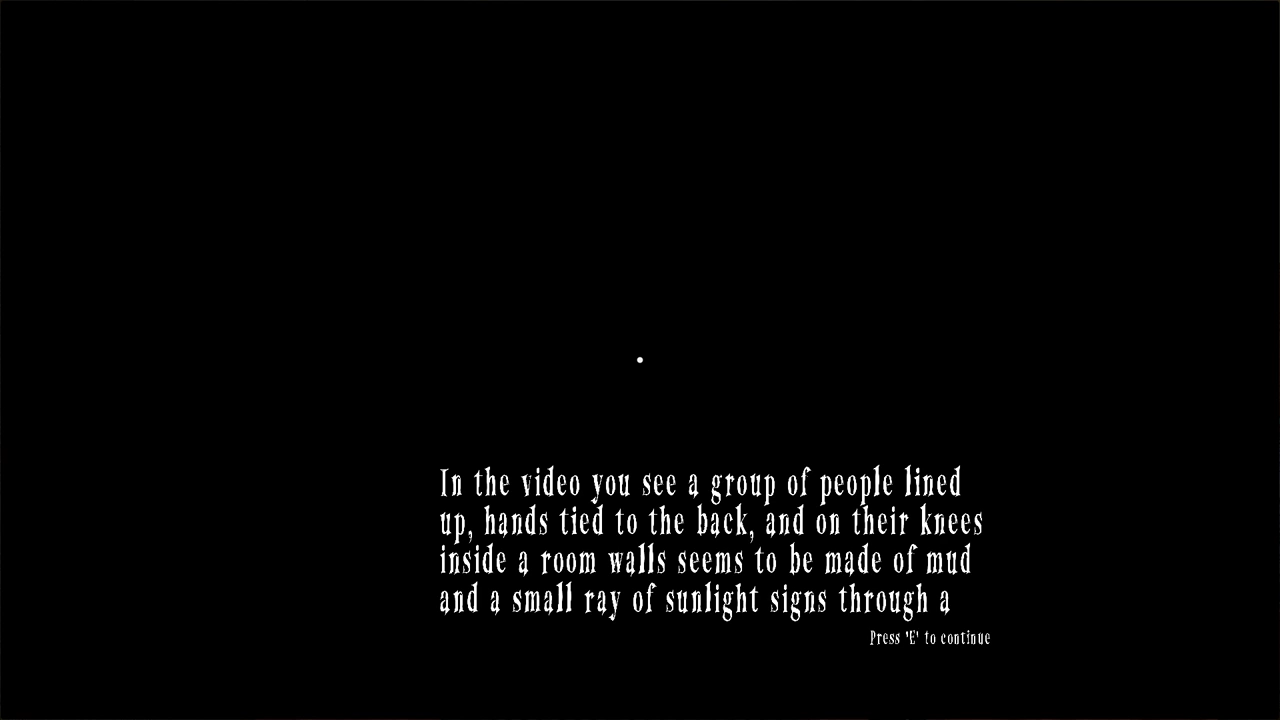 In the video you see a group of people lined
up, hands tied to the back, and on their knees
inside a room walls seems to be made of mud
and a small ray of sunlight signs through a
Press 'E' to continue